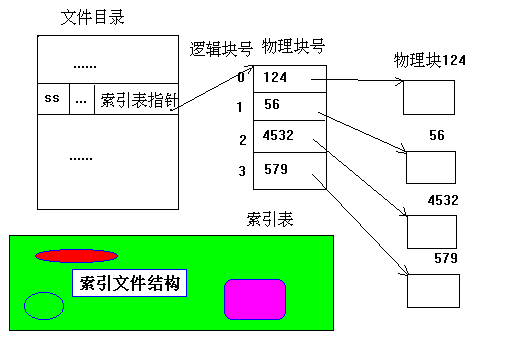 文件目录
逻辑块号 物理块号
物理块124
......
ss ... 索引表指针
......
0 124
1 56
2 4532
3 579
56
4532
579
索引表
索引文件结构